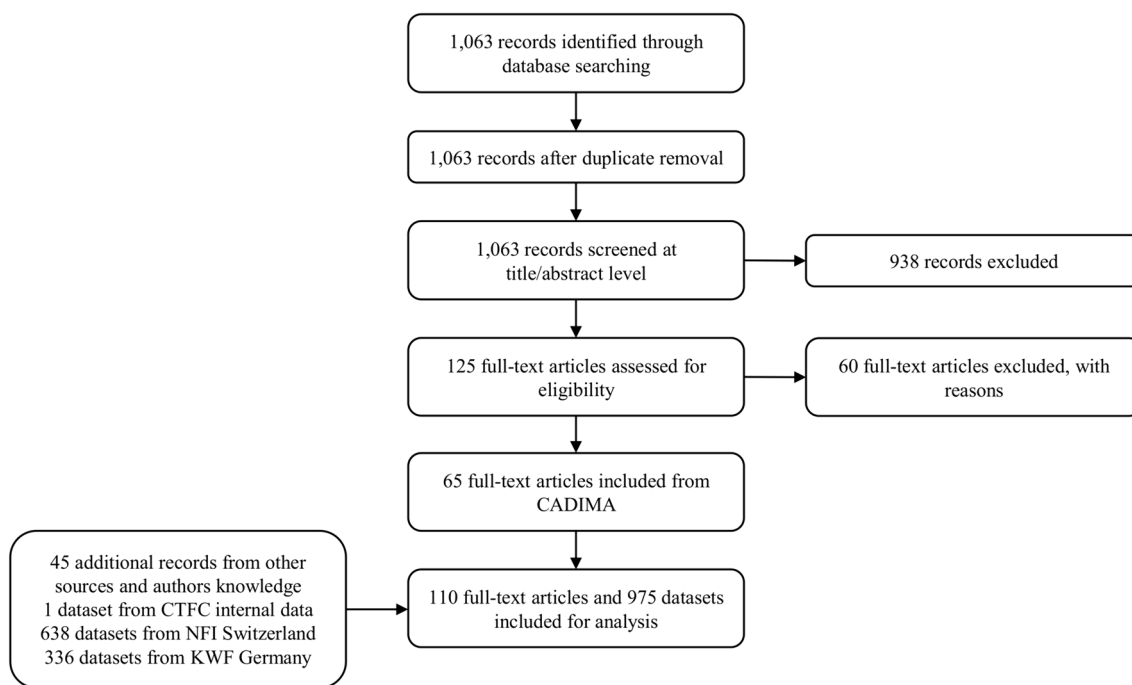 1,063 records identified through
database searching
1,063 records after duplicate removal
1,063 records screened at
title/abstract level
938 records excluded
125 full-text articles assessed for
eligibility
60 full-text articles excluded, with
reasons
65 full-text articles included from
CADIMA
45 additional records from other
sources and authors knowledge
1 dataset from CTFC internal data
638 datasets from NFI Switzerland
336 datasets from KWF Germany
110 full-text articles and 975 datasets
included for analysis